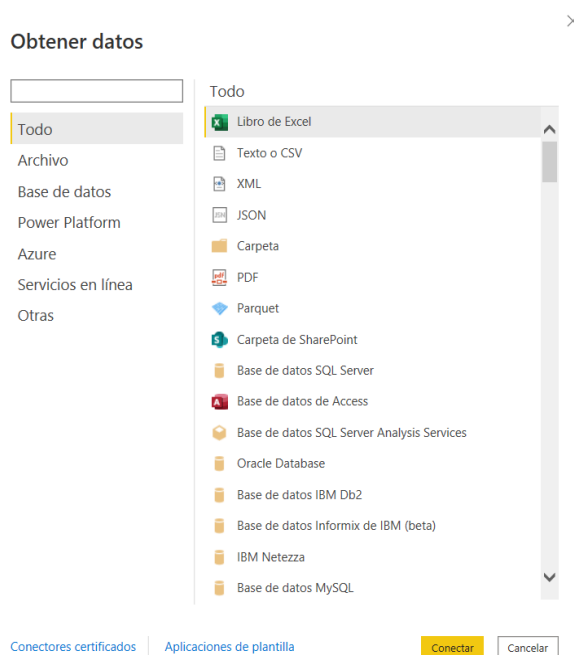 Obtener datos
Todo
Archivo
Base de datos
Power Platform
Azure
Servicios en línea
Otras
Todo
Libro de Excel
Texto o CSV
XML
JSON
Carpeta
PDF
Parquet
Carpeta de SharePoint
Base de datos SQL Server
Base de datos de Access
Base de datos SQL Server Analysis Services
Oracle Database
Base de datos IBM Db2
Base de datos Informix de IBM (beta)
IBM Netezza
Base de datos MySQL
Conectores certificados
Aplicaciones de plantilla
Conectar
Cancelar